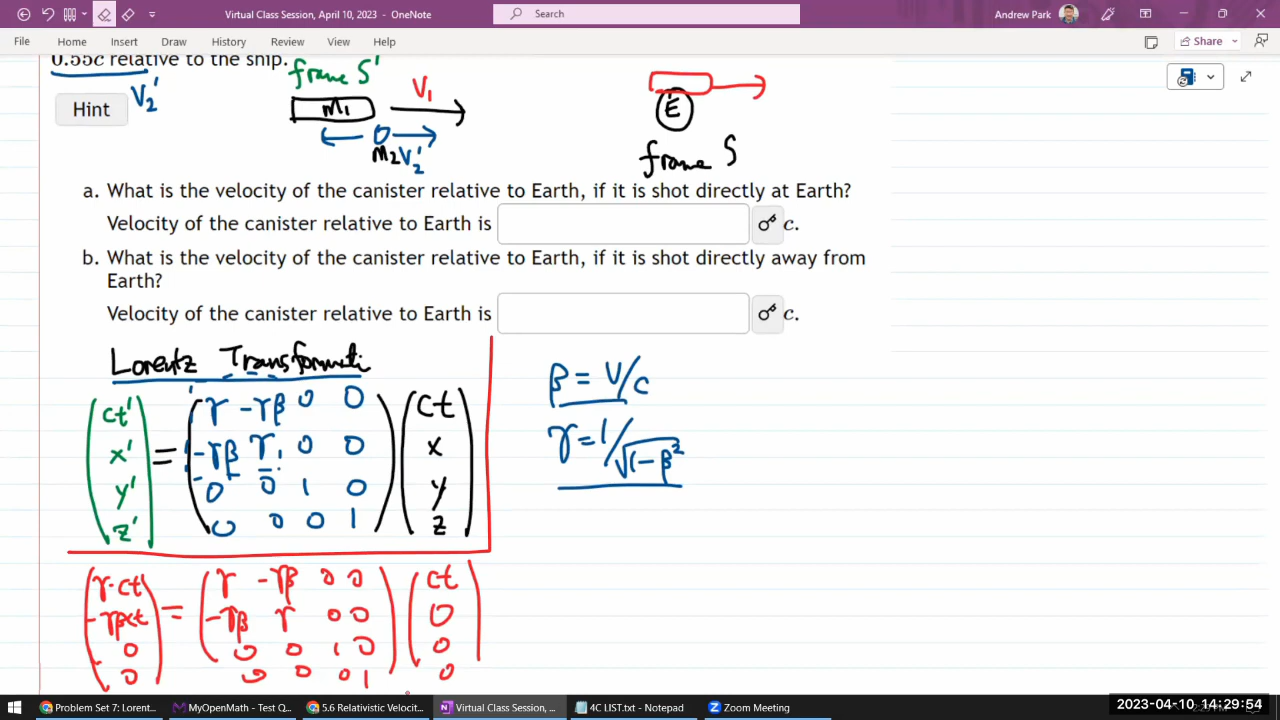 Virtual Class Session, April 10, 2023 - OneNote
Search
Andrew Park
File Home Insert Draw History Review View Help
Share
0.55c relative to the ship.
V₂'
Hint
frame S'
M₁
V₁
M₂ V₂'
E
frame S
a. What is the velocity of the canister relative to Earth, if it is shot directly at Earth?
Velocity of the canister relative to Earth is c.
b. What is the velocity of the canister relative to Earth, if it is shot directly away from
Earth?
Velocity of the canister relative to Earth is c.
Lorentz Transformati
ct' γ -γβ 0 0 ct
x' = -γβ γ 0 0 x
y' 0 0 1 0 y
z' 0 0 0 1 z
β = V/c
γ = 1/√1-β²
γ·ct γ -γβ 0 0 ct
-γβct = -γβ γ 0 0 0
0 0 0 1 0 0
0 0 0 0 1 0
Problem Set 7: Lorent...
MyOpenMath - Test Q...
5.6 Relativistic Velocit...
Virtual Class Session, ...
4C LIST.txt - Notepad
Zoom Meeting
2023-04-10 14:29:54